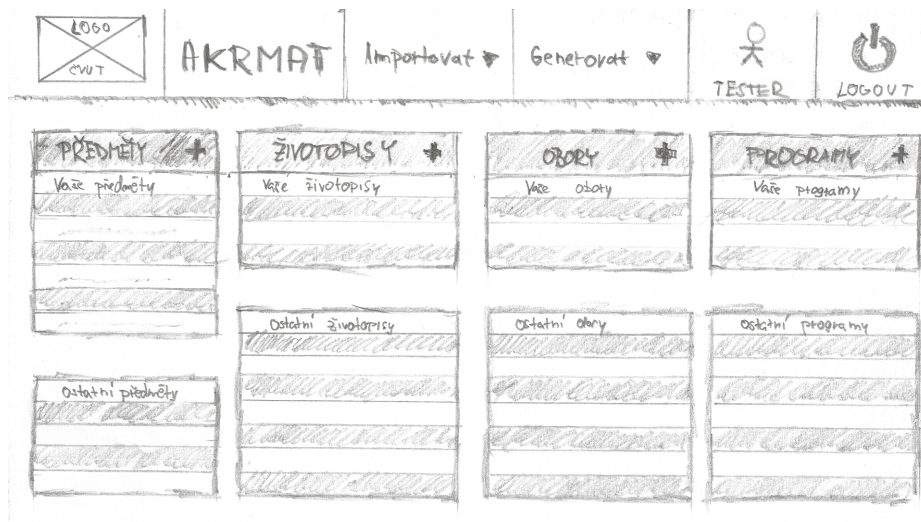 LOGO
ČVUT
AKRMAT
Importovat
Generovat
TESTER
LOGOUT
PŘEDMĚTY +
ŽIVOTOPISY +
OBORY +
PROGRAMY +
Vaše předměty
Vaše životopisy
Vaše obory
Vaše programy
Ostatní životopisy
Ostatní obory
Ostatní programy
Ostatní předměty